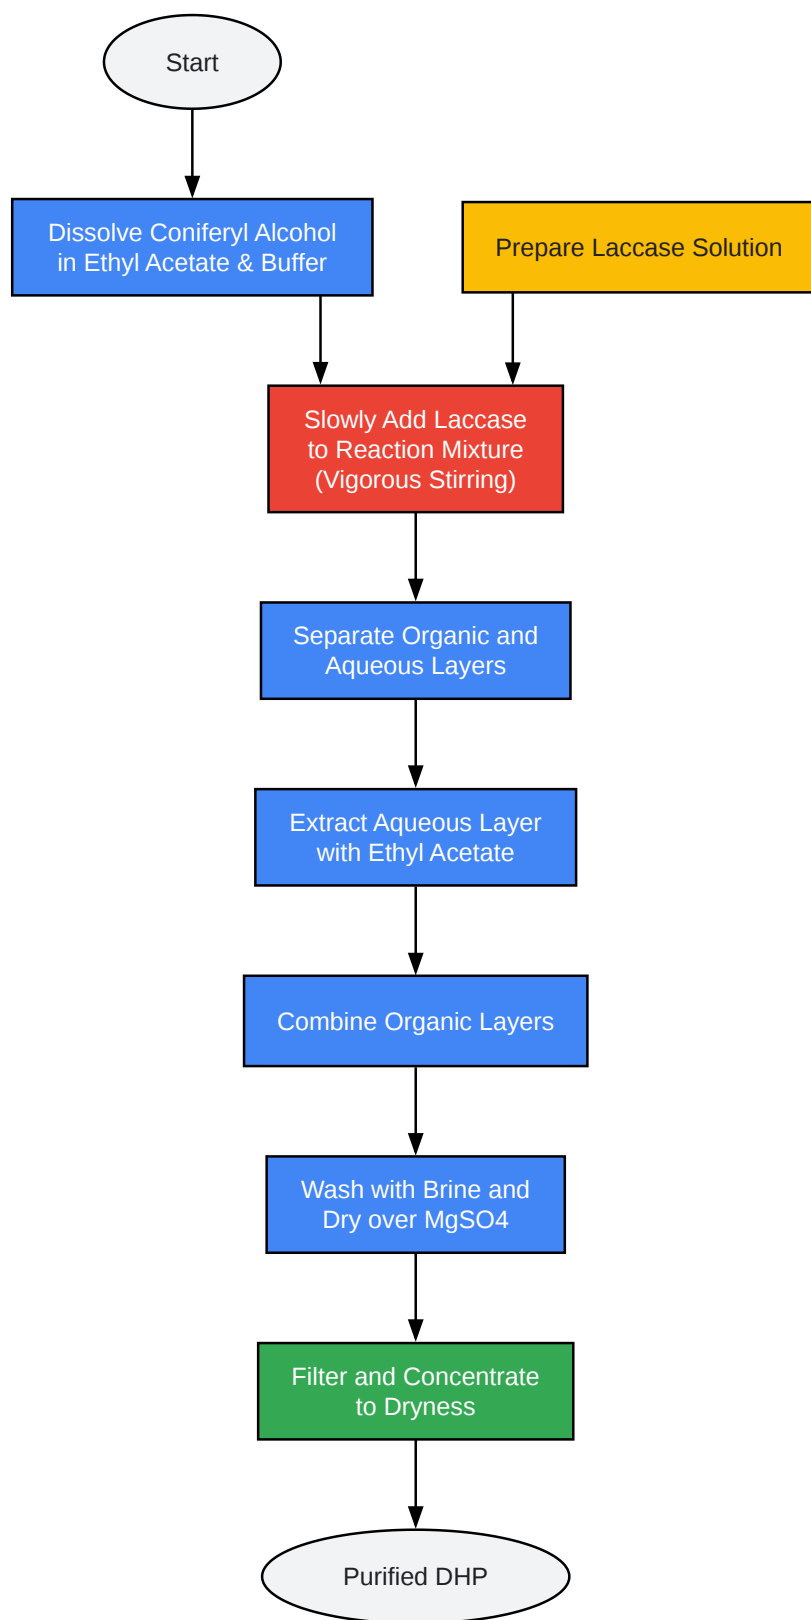 Start
Dissolve Coniferyl Alcohol
in Ethyl Acetate & Buffer
Prepare Laccase Solution
Slowly Add Laccase
to Reaction Mixture
(Vigorous Stirring)
Separate Organic and
Aqueous Layers
Extract Aqueous Layer
with Ethyl Acetate
Combine Organic Layers
Wash with Brine and
Dry over MgSO4
Filter and Concentrate
to Dryness
Purified DHP